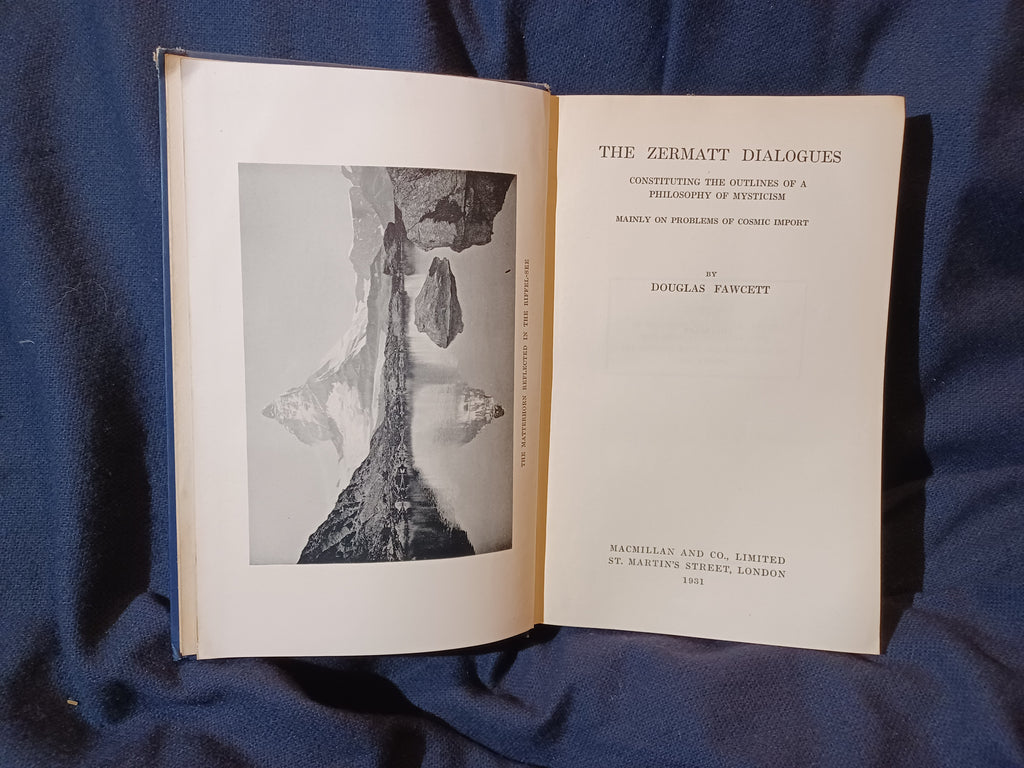 THE MATTERHORN REFLECTED IN THE RIFFEL-SEE
THE ZERMATT DIALOGUES
CONSTITUTING THE OUTLINES OF A
PHILOSOPHY OF MYSTICISM
MAINLY ON PROBLEMS OF COSMIC IMPORT
BY
DOUGLAS FAWCETT
MACMILLAN AND CO., LIMITED
ST. MARTIN'S STREET, LONDON
1931